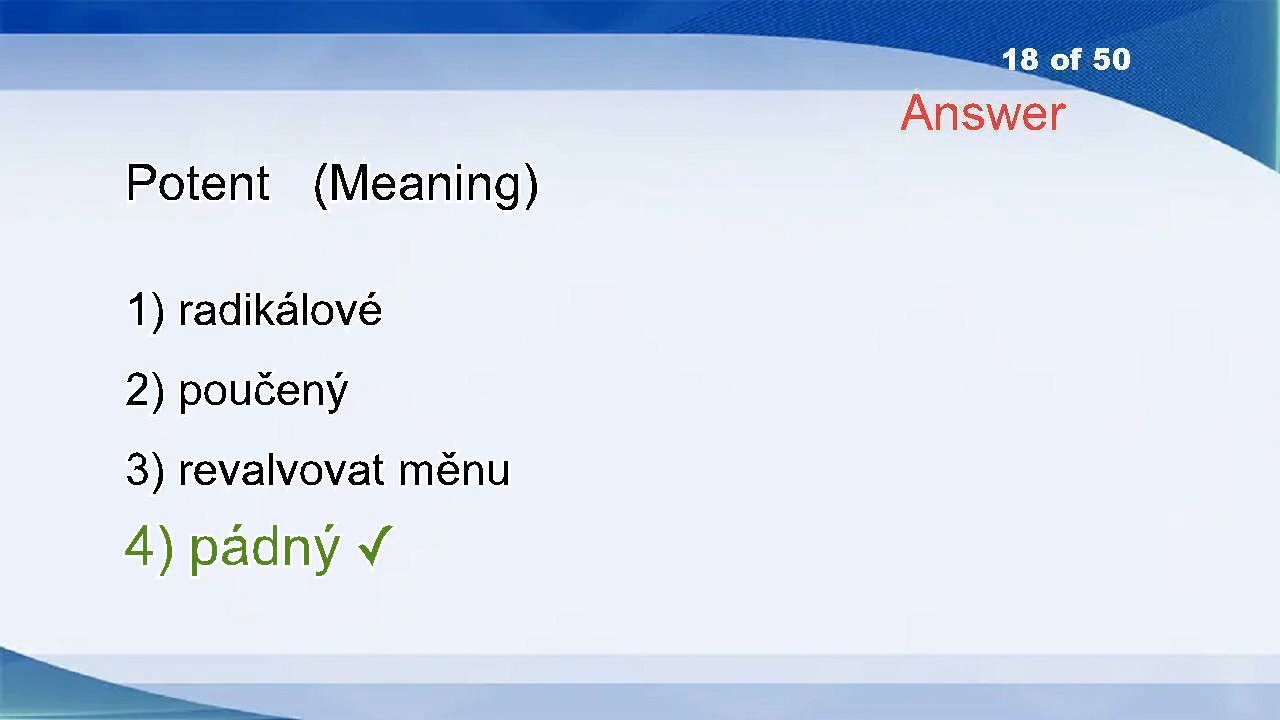 18 of 50
Answer
Potent (Meaning)
1) radikálové
2) poučený
3) revalvovat měnu
4) pádný ✓